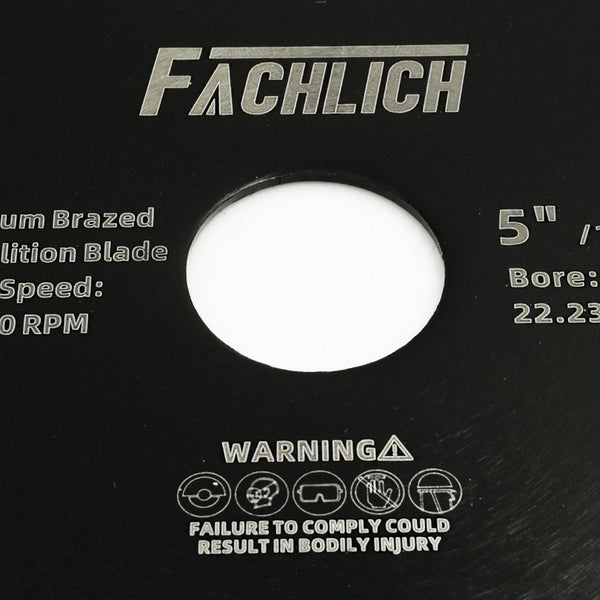 FACHLICH
um Brazed
lition Blade
Speed:
0 RPM
5" /
Bore:
22.23
WARNING
FAILURE TO COMPLY COULD
RESULT IN BODILY INJURY